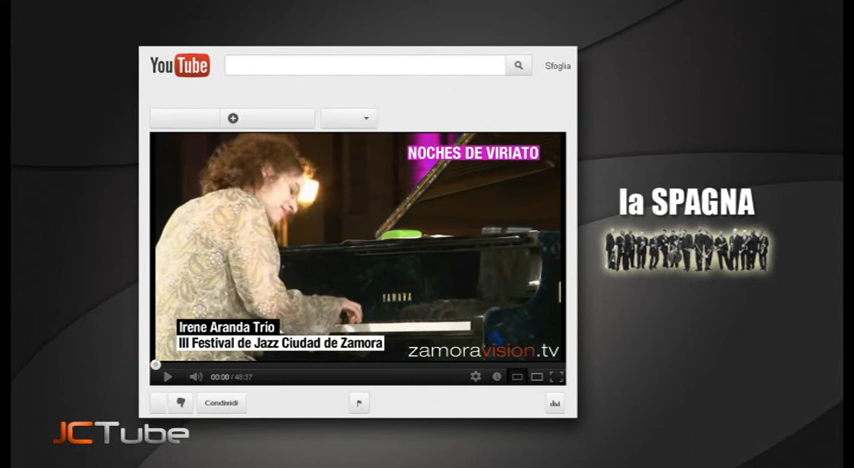 YouTube
Sfoglia
NOCHES DE VIRIATO
la SPAGNA
YAMAHA
Irene Aranda Trío
III Festival de Jazz Ciudad de Zamora
zamoravision.tv
00:00 / 48:37
Condividi
JCTube